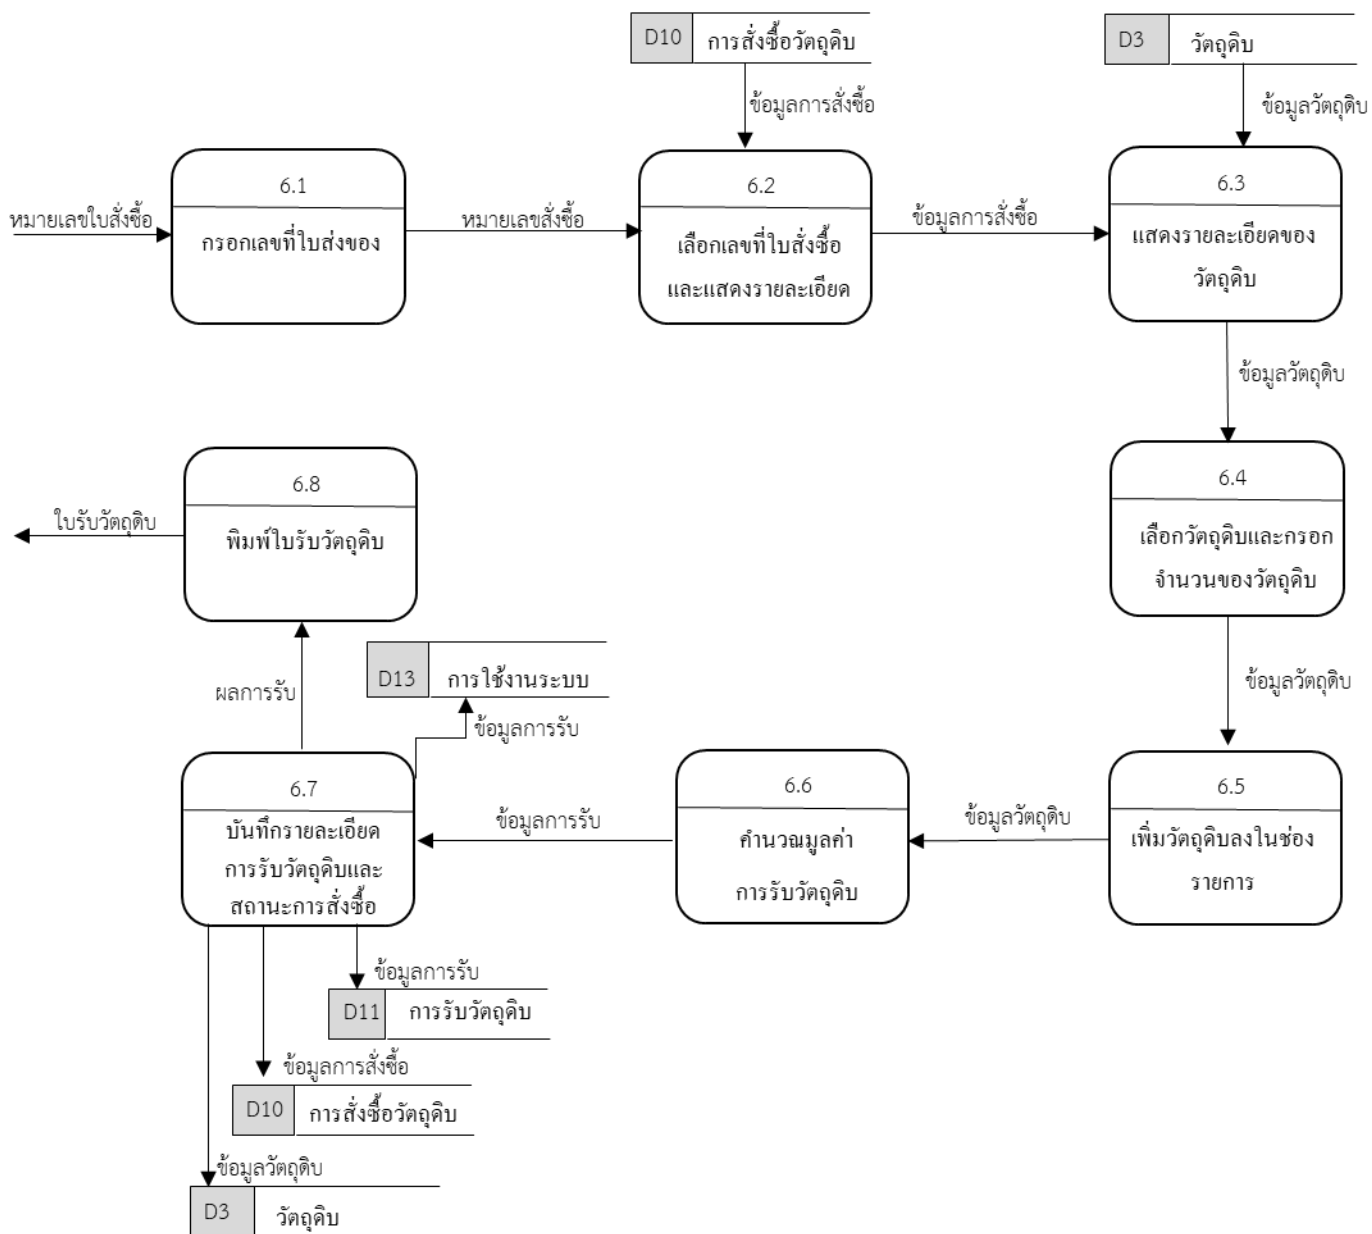 D10 การสั่งซื้อวัตถุดิบ
D3 วัตถุดิบ
ข้อมูลการสั่งซื้อ
ข้อมูลวัตถุดิบ
6.1
กรอกเลขที่ใบส่งของ
6.2
เลือกเลขที่ใบสั่งซื้อ
และแสดงรายละเอียด
6.3
แสดงรายละเอียดของ
วัตถุดิบ
หมายเลขใบสั่งซื้อ
หมายเลขสั่งซื้อ
ข้อมูลการสั่งซื้อ
ข้อมูลวัตถุดิบ
6.8
พิมพ์ใบรับวัตถุดิบ
ใบรับวัตถุดิบ
6.4
เลือกวัตถุดิบและกรอก
จำนวนของวัตถุดิบ
ผลการรับ
D13 การใช้งานระบบ
ข้อมูลการรับ
ข้อมูลวัตถุดิบ
6.7
บันทึกรายละเอียด
การรับวัตถุดิบและ
สถานะการสั่งซื้อ
ข้อมูลการรับ
6.6
คำนวณมูลค่า
การรับวัตถุดิบ
ข้อมูลวัตถุดิบ
6.5
เพิ่มวัตถุดิบลงในช่อง
รายการ
ข้อมูลการรับ
D11 การรับวัตถุดิบ
ข้อมูลการสั่งซื้อ
D10 การสั่งซื้อวัตถุดิบ
ข้อมูลวัตถุดิบ
D3 วัตถุดิบ